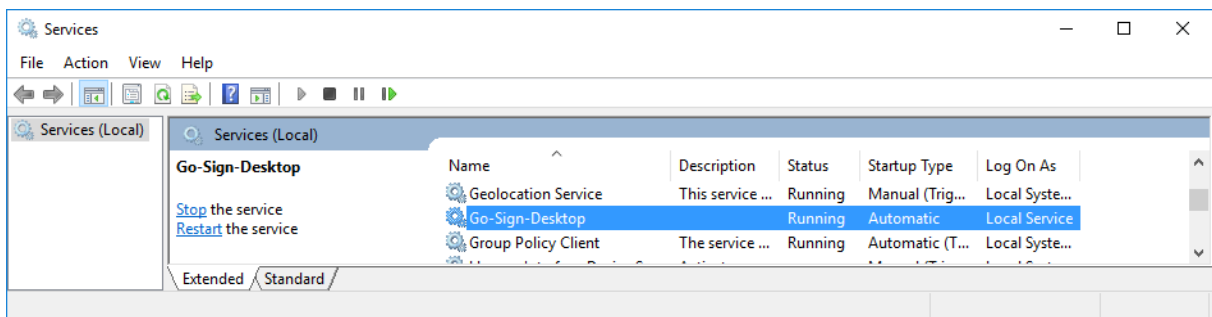 Services
File Action View Help
Services (Local)
Services (Local)
Go-Sign-Desktop
Stop the service
Restart the service
Name Description Status Startup Type Log On As
Geolocation Service This service ... Running Manual (Trig... Local Syste...
Go-Sign-Desktop Running Automatic Local Service
Group Policy Client The service ... Running Automatic (T... Local Syste...
Extended Standard